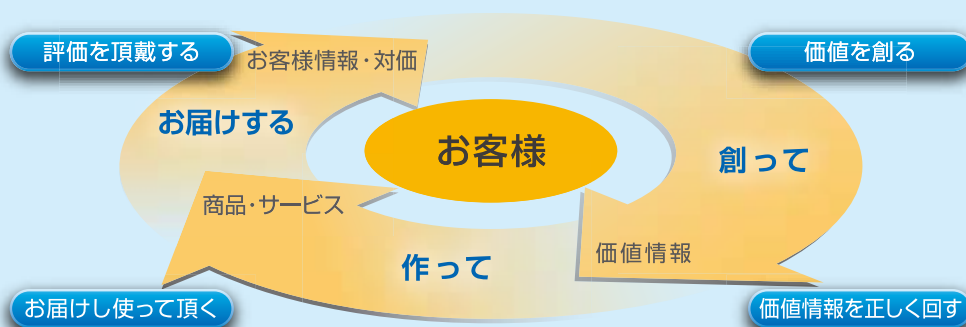 評価を頂戴する
価値を創る
お客様情報・対価
お届けする
お客様
創って
商品・サービス
価値情報
作って
お届けし使って頂く
価値情報を正しく回す